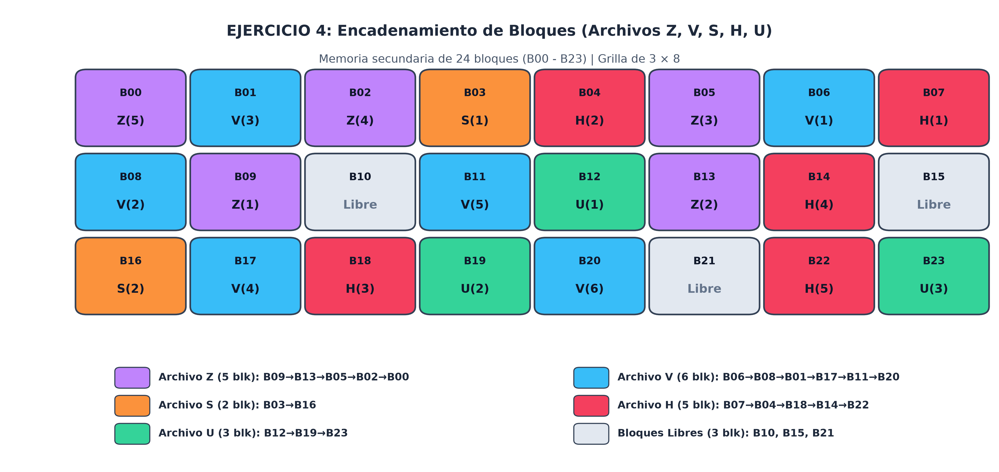 EJERCICIO 4: Encadenamiento de Bloques (Archivos Z, V, S, H, U)
Memoria secundaria de 24 bloques (B00 - B23) | Grilla de 3 × 8
B00 B01 B02 B03 B04 B05 B06 B07
Z(5) V(3) Z(4) S(1) H(2) Z(3) V(1) H(1)
B08 B09 B10 B11 B12 B13 B14 B15
V(2) Z(1) Libre V(5) U(1) Z(2) H(4) Libre
B16 B17 B18 B19 B20 B21 B22 B23
S(2) V(4) H(3) U(2) V(6) Libre H(5) U(3)
Archivo Z (5 blk): B09→B13→B05→B02→B00
Archivo V (6 blk): B06→B08→B01→B17→B11→B20
Archivo S (2 blk): B03→B16
Archivo H (5 blk): B07→B04→B18→B14→B22
Archivo U (3 blk): B12→B19→B23
Bloques Libres (3 blk): B10, B15, B21